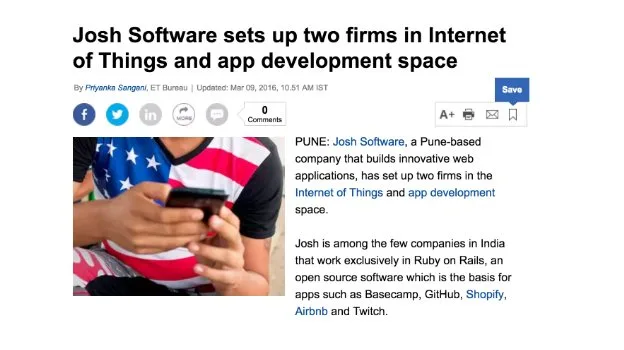 Josh Software sets up two firms in Internet
of Things and app development space
By Priyanka Sangani, ET Bureau | Updated: Mar 09, 2016, 10.51 AM IST
Save
f
in
MORE
0
Comments
A+
PUNE: Josh Software, a Pune-based
company that builds innovative web
applications, has set up two firms in the
Internet of Things and app development
space.
Josh is among the few companies in India
that work exclusively in Ruby on Rails, an
open source software which is the basis for
apps such as Basecamp, GitHub, Shopify,
Airbnb and Twitch.